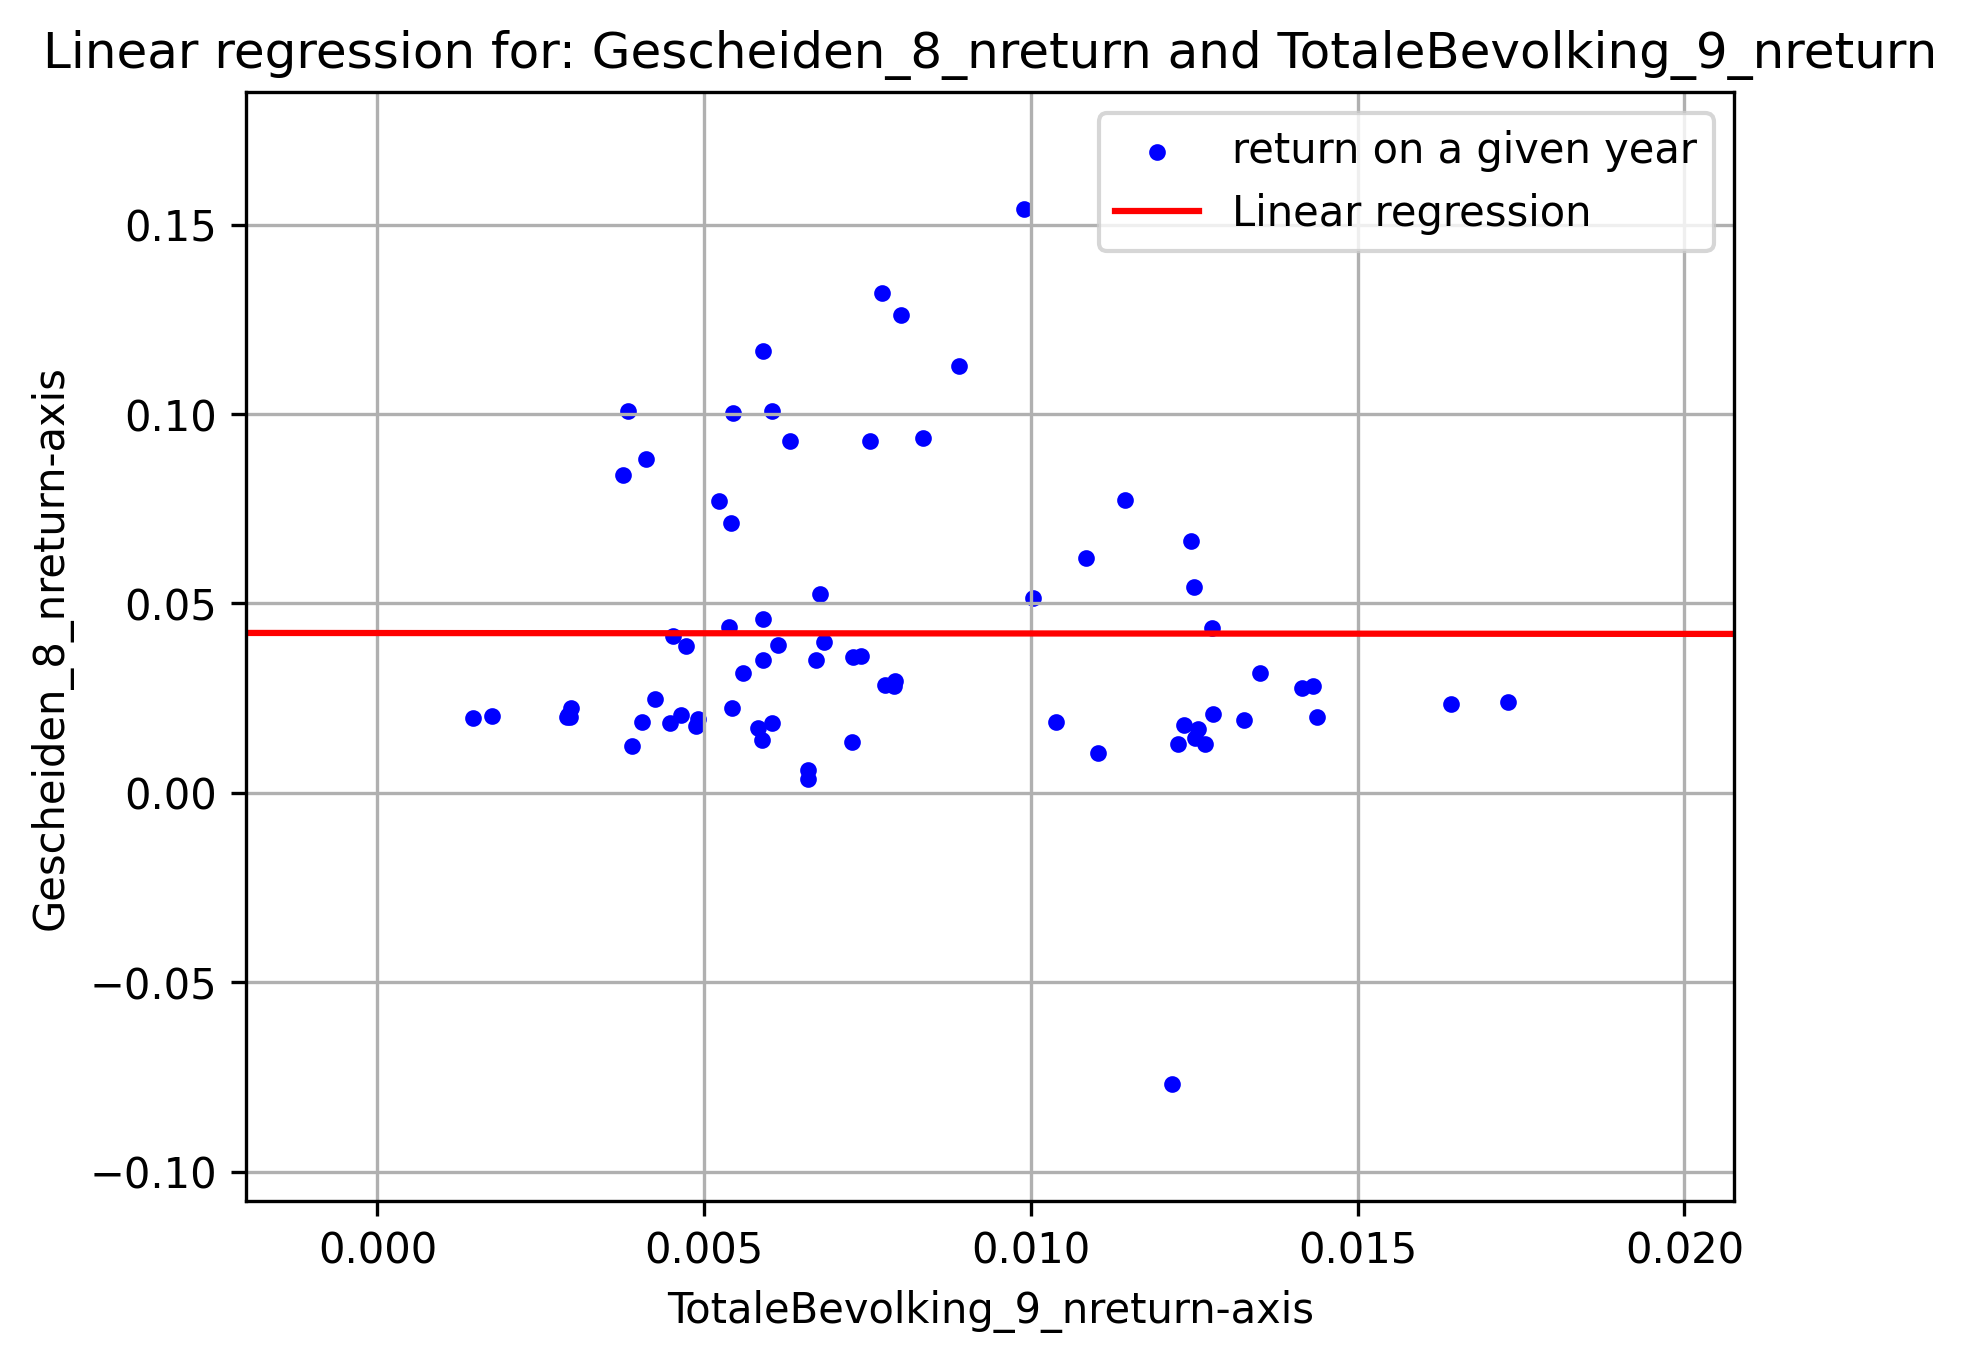 Linear regression for: Gescheiden_8_nreturn and TotaleBevolking_9_nreturn
return on a given year
Linear regression
0.15
0.10
0.05
0.00
−0.05
−0.10
Gescheiden_8_nreturn-axis
0.000 0.005 0.010 0.015 0.020
TotaleBevolking_9_nreturn-axis